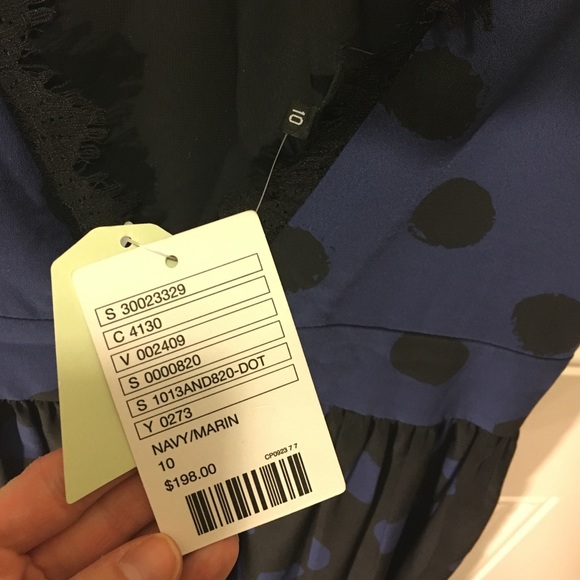 10
S 30023329
C 4130
V 002409
S 0000820
S 1013AND820-DOT
Y 0273
NAVY/MARIN
10
$198.00
CP0923 7 7